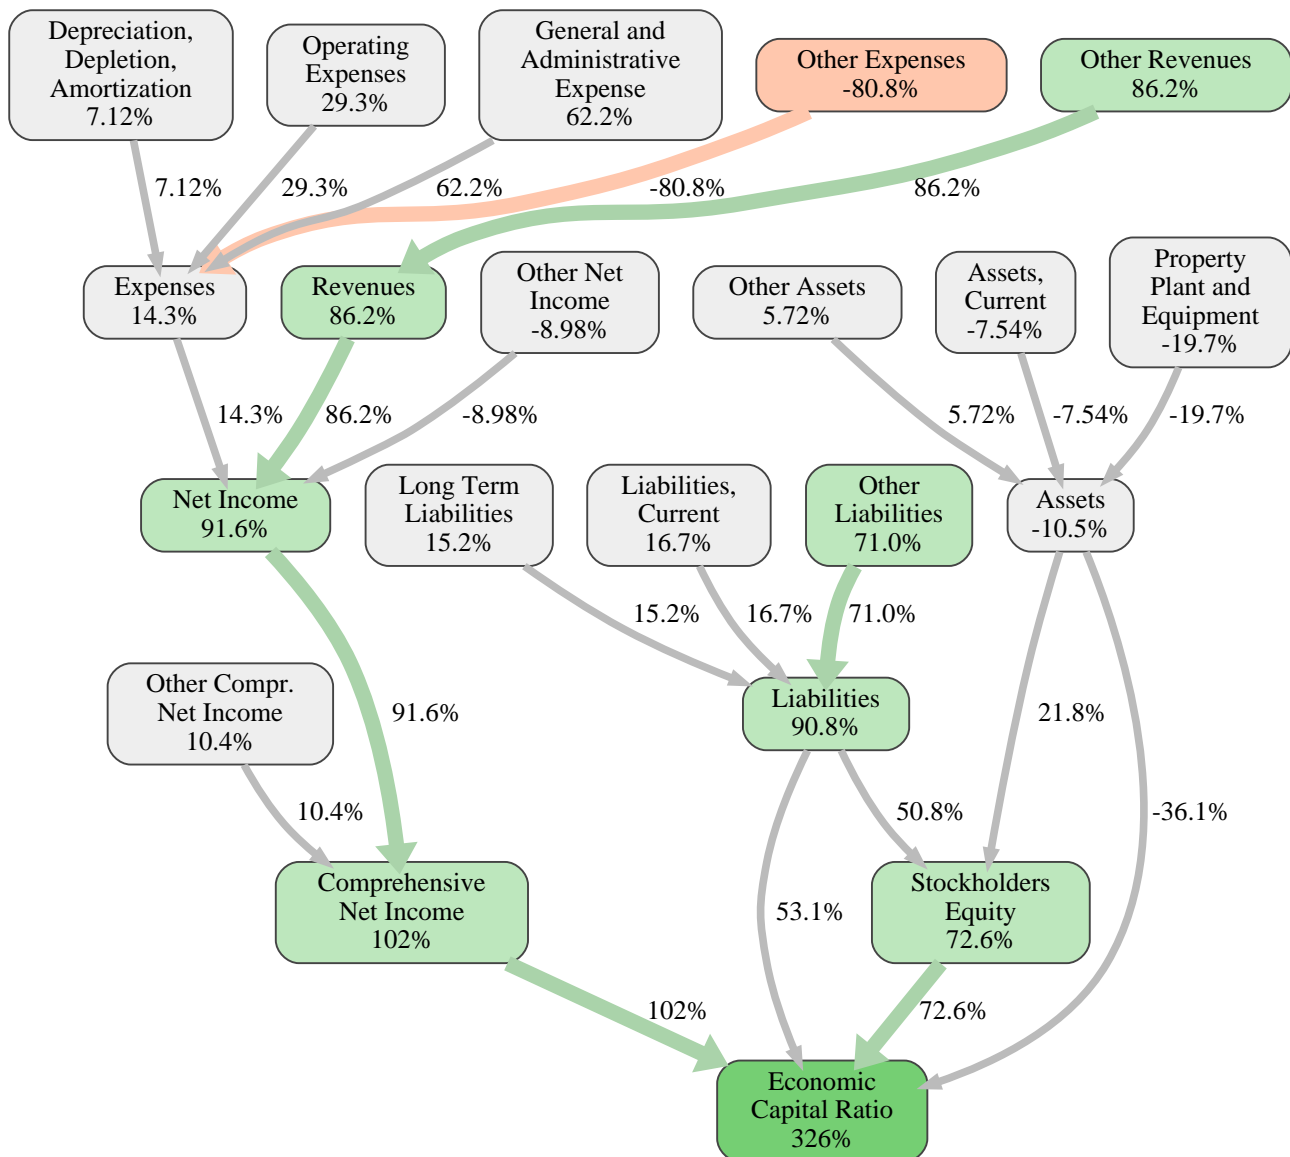 Depreciation,
Depletion,
Amortization
7.12%
Operating
Expenses
29.3%
General and
Administrative
Expense
62.2%
Other Expenses
-80.8%
Other Revenues
86.2%
7.12%
29.3%
62.2%
-80.8%
86.2%
Expenses
14.3%
Revenues
86.2%
Other Net
Income
-8.98%
Other Assets
5.72%
Assets,
Current
-7.54%
Property
Plant and
Equipment
-19.7%
14.3%
86.2%
-8.98%
5.72%
-7.54%
-19.7%
Net Income
91.6%
Long Term
Liabilities
15.2%
Liabilities,
Current
16.7%
Other
Liabilities
71.0%
Assets
-10.5%
15.2%
16.7%
71.0%
Other Compr.
Net Income
10.4%
91.6%
Liabilities
90.8%
21.8%
10.4%
50.8%
-36.1%
Comprehensive
Net Income
102%
53.1%
Stockholders
Equity
72.6%
102%
72.6%
Economic
Capital Ratio
326%